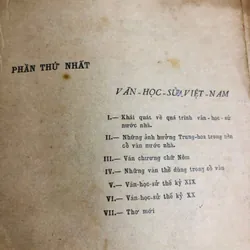 PHẦN THỨ NHẤT
VĂN-HỌC-SỬ VIỆT-NAM
I.— Khái quát về quá trình văn-học-sử
nước nhà.
II.— Những ảnh hưởng Trung-hoa trong nền
cổ văn nước nhà.
III.— Văn chương chữ Nôm
IV.— Những văn thể dùng trong cổ văn
V.— Văn-học-sử thế kỷ XIX
VI.— Văn-học-sử thế kỷ XX
VII.— Thơ mới